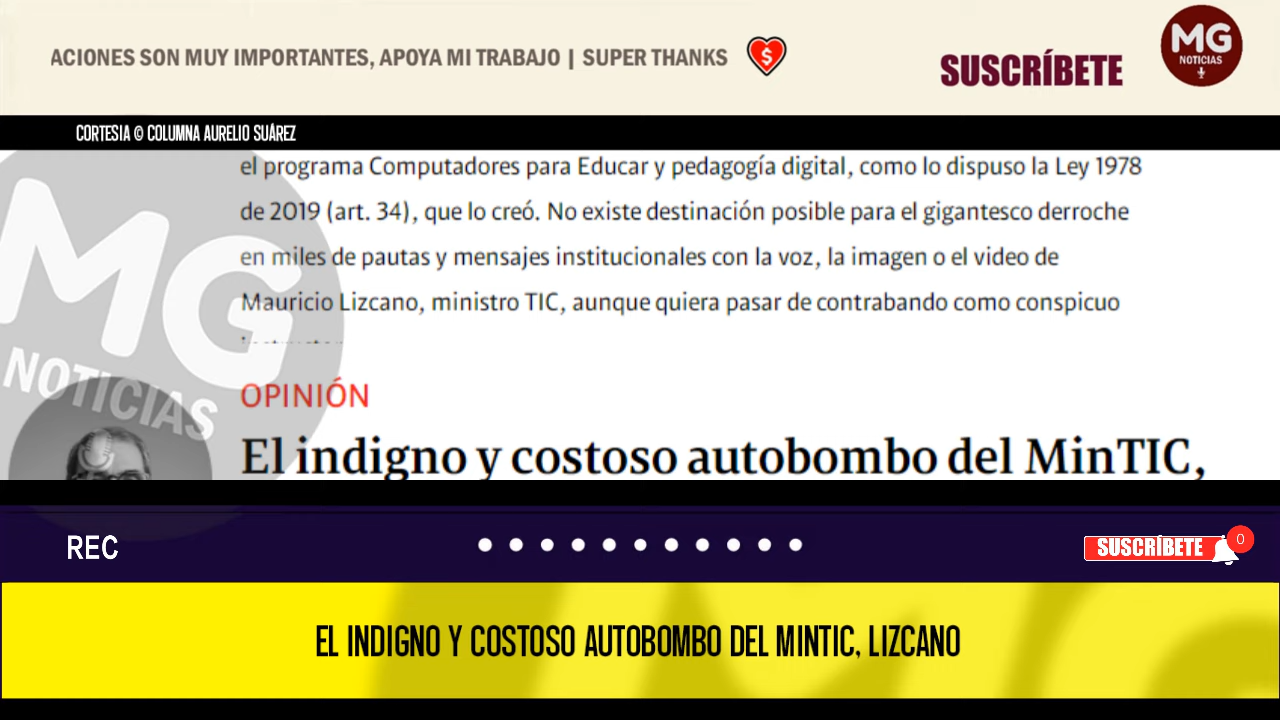 ACIONES SON MUY IMPORTANTES, APOYA MI TRABAJO | SUPER THANKS
$
SUSCRÍBETE
MG
NOTICIAS
CORTESIA © COLUMNA AURELIO SUÁREZ
el programa Computadores para Educar y pedagogía digital, como lo dispuso la Ley 1978
de 2019 (art. 34), que lo creó. No existe destinación posible para el gigantesco derroche
en miles de pautas y mensajes institucionales con la voz, la imagen o el video de
Mauricio Lizcano, ministro TIC, aunque quiera pasar de contrabando como conspicuo
MG
NOTICIAS
OPINIÓN
El indigno y costoso autobombo del MinTIC,
REC
SUSCRÍBETE
0
EL INDIGNO Y COSTOSO AUTOBOMBO DEL MINTIC, LIZCANO